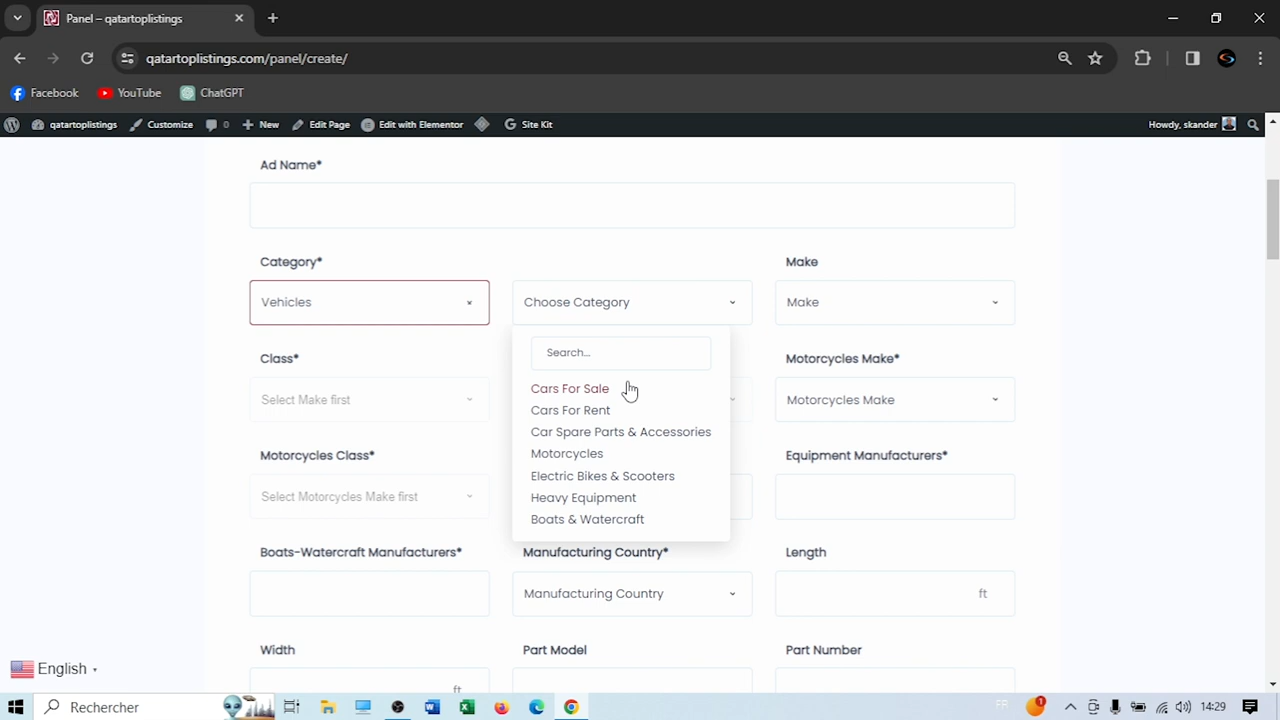 Panel – qatartoplistings
qatartoplistings.com/panel/create/
Facebook YouTube ChatGPT
qatartoplistings Customize 0 New Edit Page Edit with Elementor Site Kit Howdy, skander
Ad Name*
Category* Make
Vehicles × Choose Category Make
Search...
Class* Motorcycles Make*
Cars For Sale
Select Make first Motorcycles Make
Cars For Rent
Car Spare Parts & Accessories
Motorcycles Class* Motorcycles Equipment Manufacturers*
Electric Bikes & Scooters
Select Motorcycles Make first Heavy Equipment
Boats & Watercraft
Boats-Watercraft Manufacturers* Manufacturing Country* Length
Manufacturing Country ft
Width Part Model Part Number
ft
English
Rechercher 1 FR 14:29